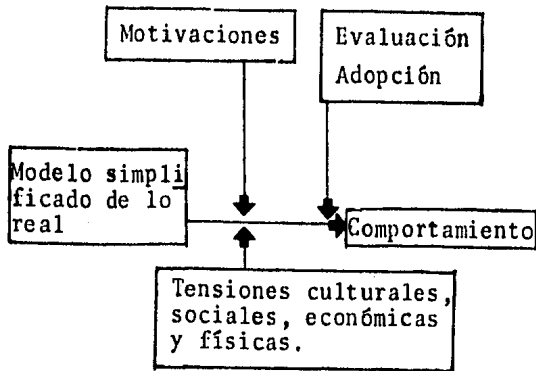 Motivaciones
Evaluación
Adopción
Modelo simpli
ficado de lo
real
Comportamiento
Tensiones culturales,
sociales, económicas
y físicas.